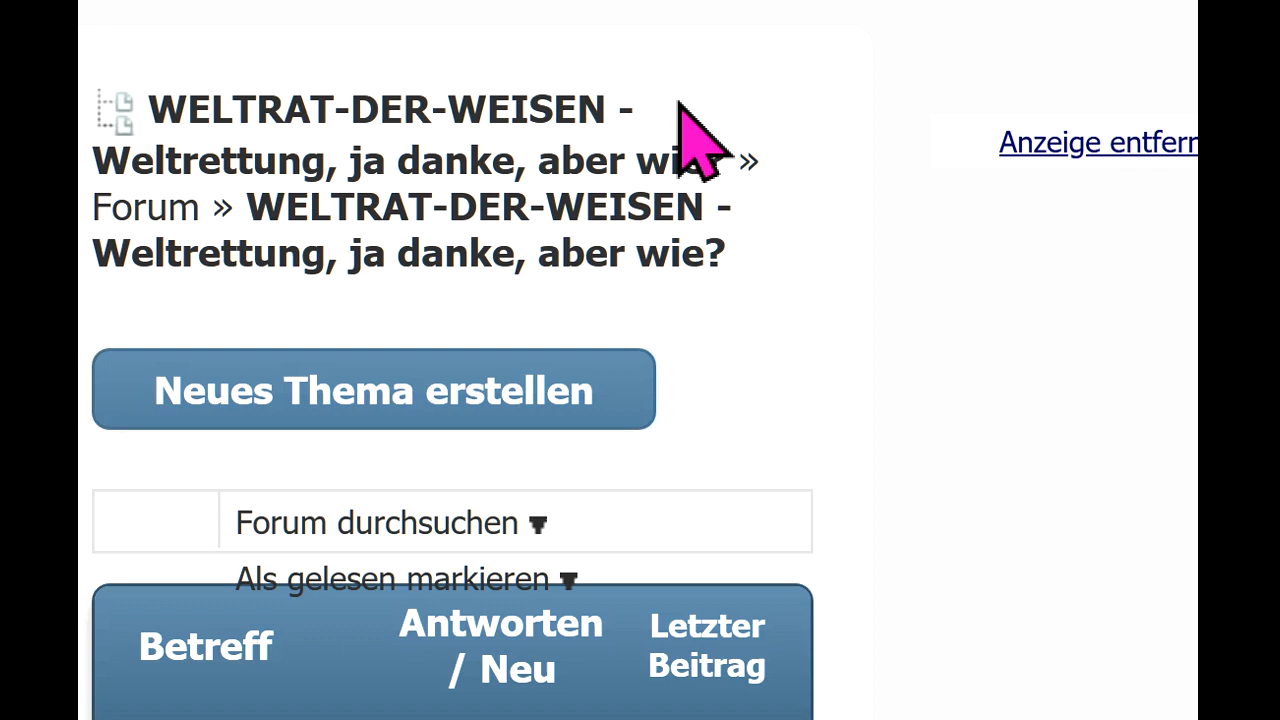 WELTRAT-DER-WEISEN -
Weltrettung, ja danke, aber wie? »
Forum » WELTRAT-DER-WEISEN -
Weltrettung, ja danke, aber wie?
Anzeige entfern
Neues Thema erstellen
Forum durchsuchen
Als gelesen markieren
Betreff
Antworten
/ Neu
Letzter
Beitrag